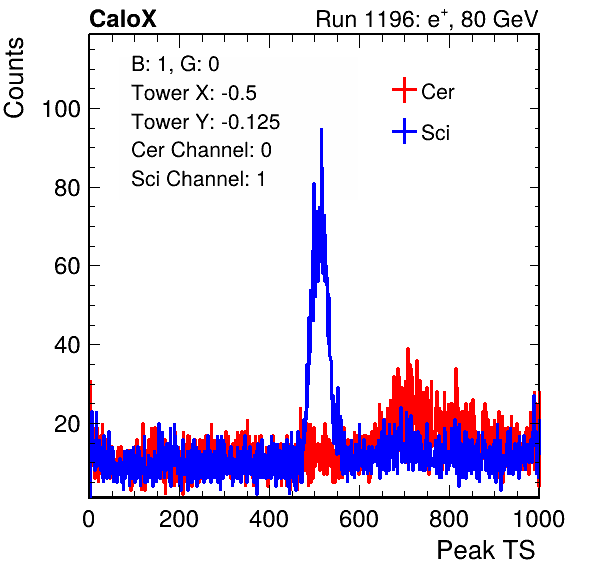 CaloX Run 1196: e⁺, 80 GeV
Counts
B: 1, G: 0
Tower X: -0.5
Tower Y: -0.125
Cer Channel: 0
Sci Channel: 1
Cer
Sci
100
80
60
40
20
0 200 400 600 800 1000
Peak TS